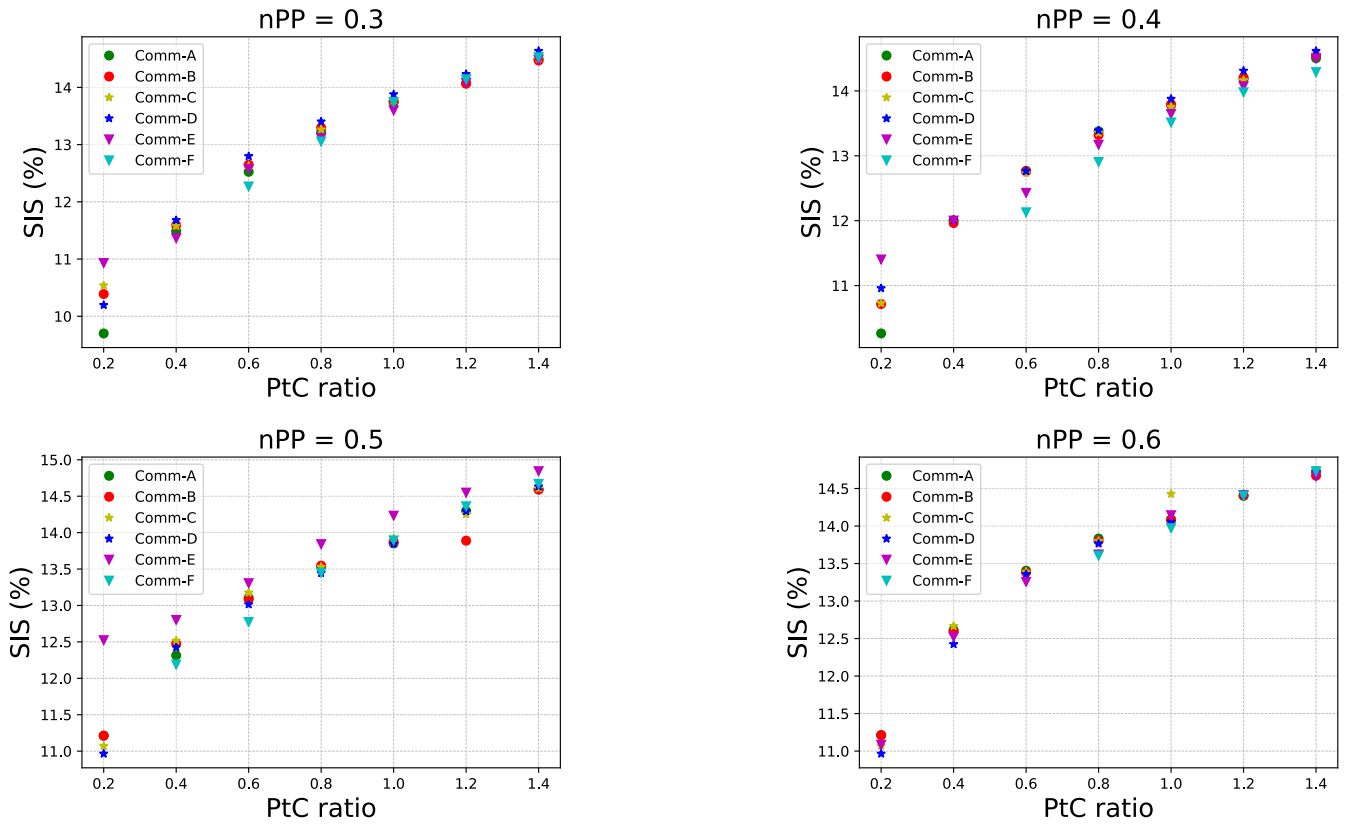 nPP = 0.3
SIS (%)
14
13
12
11
10
Comm-A
Comm-B
Comm-C
Comm-D
Comm-E
Comm-F
0.2 0.4 0.6 0.8 1.0 1.2 1.4
PtC ratio
nPP = 0.4
SIS (%)
14
13
12
11
Comm-A
Comm-B
Comm-C
Comm-D
Comm-E
Comm-F
0.2 0.4 0.6 0.8 1.0 1.2 1.4
PtC ratio
nPP = 0.5
SIS (%)
15.0
14.5
14.0
13.5
13.0
12.5
12.0
11.5
11.0
Comm-A
Comm-B
Comm-C
Comm-D
Comm-E
Comm-F
0.2 0.4 0.6 0.8 1.0 1.2 1.4
PtC ratio
nPP = 0.6
SIS (%)
14.5
14.0
13.5
13.0
12.5
12.0
11.5
11.0
Comm-A
Comm-B
Comm-C
Comm-D
Comm-E
Comm-F
0.2 0.4 0.6 0.8 1.0 1.2 1.4
PtC ratio